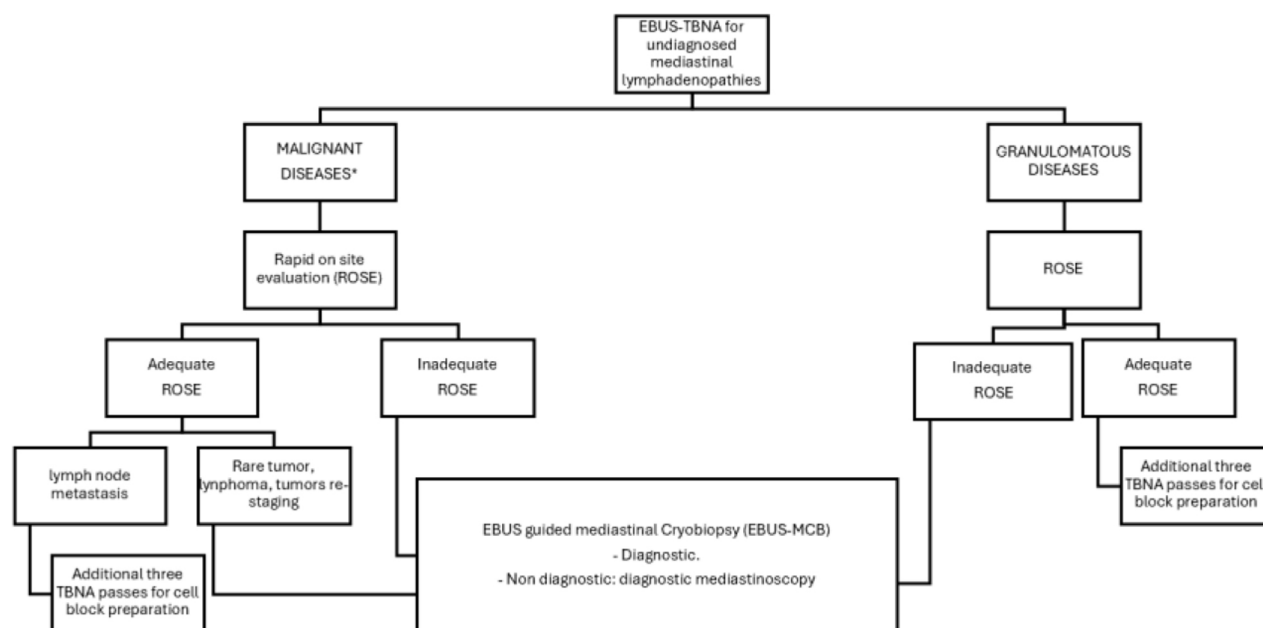 EBUS-TBNA for
undiagnosed
mediastinal
lymphadenopathies
MALIGNANT
DISEASES*
GRANULOMATOUS
DISEASES
Rapid on site
evaluation (ROSE)
ROSE
Adequate
ROSE
Inadequate
ROSE
Inadequate
ROSE
Adequate
ROSE
lymph node
metastasis
Rare tumor,
lynphoma, tumors re-
staging
Additional three
TBNA passes for cell
block preparation
EBUS guided mediastinal Cryobiopsy (EBUS-MCB)
- Diagnostic.
- Non diagnostic: diagnostic mediastinoscopy
Additional three
TBNA passes for cell
block preparation